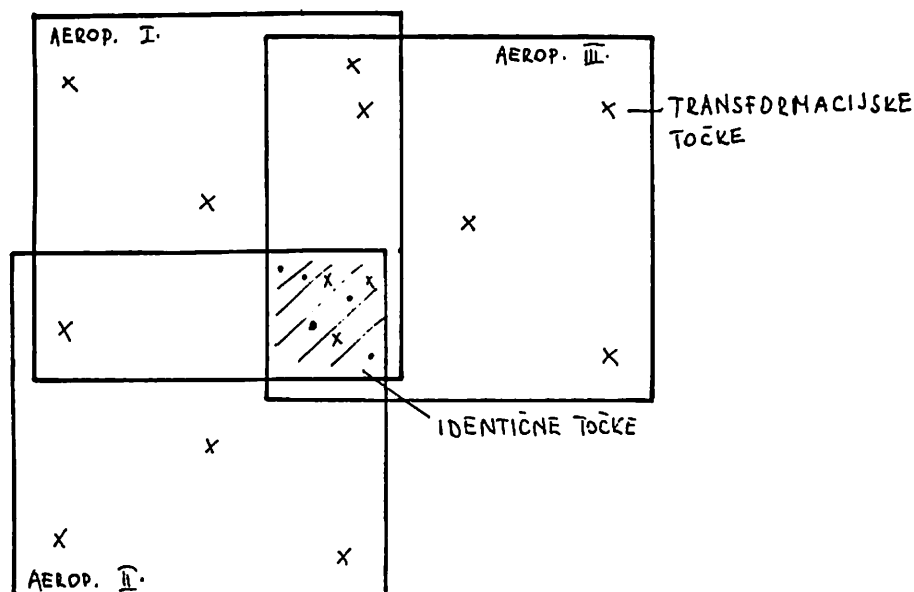 AEROP. I.
AEROP. III.
TRANSFORMACIJSKE
TOČKE
IDENTIČNE TOČKE
AEROP. II.